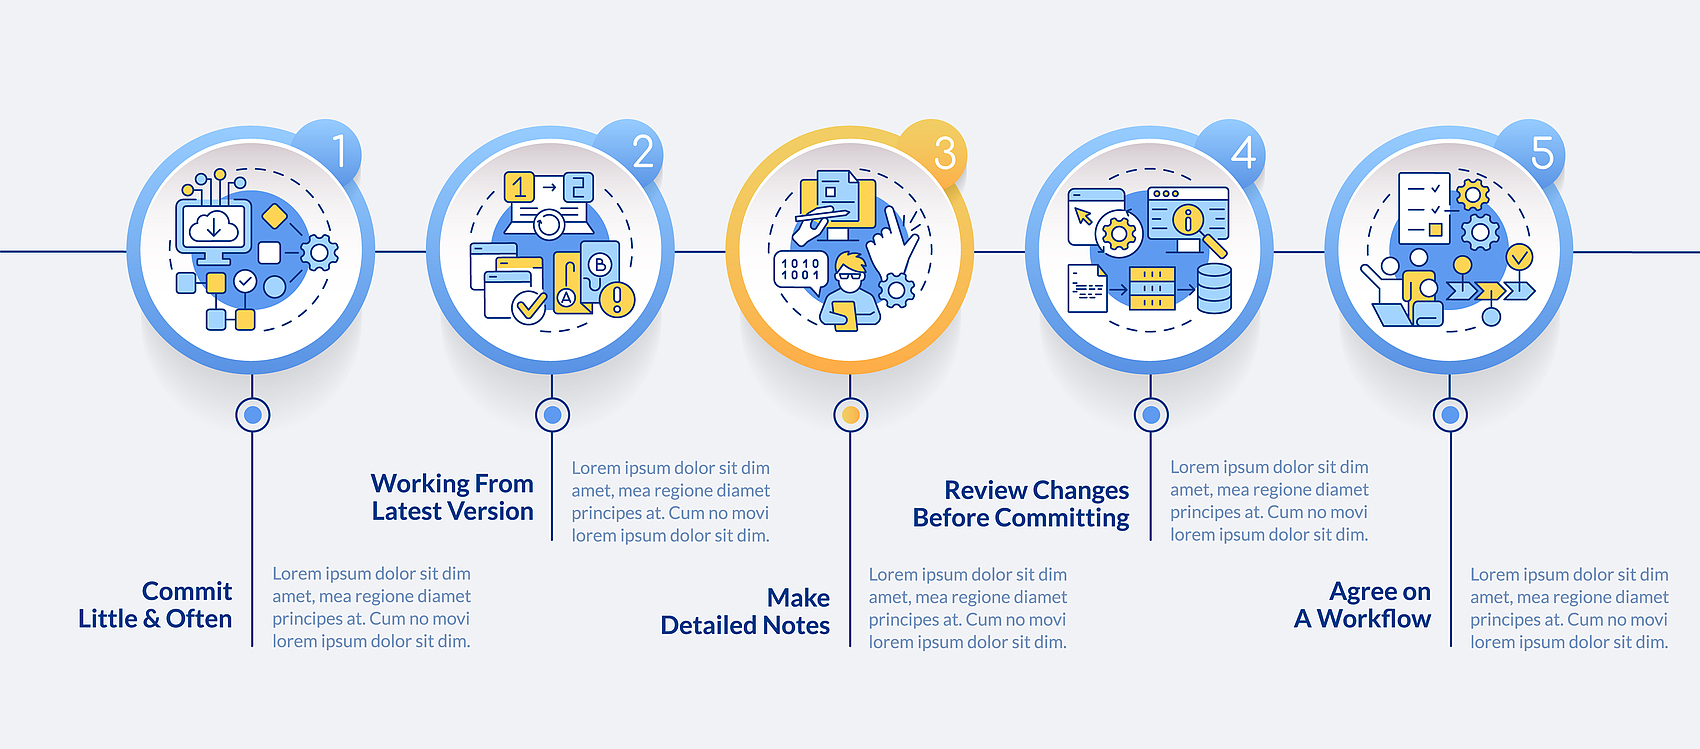 1
Commit
Little & Often
Lorem ipsum dolor sit dim
amet, mea regione diamet
principes at. Cum no movi
lorem ipsum dolor sit dim.
2
1
2
B
A
Working From
Latest Version
Lorem ipsum dolor sit dim
amet, mea regione diamet
principes at. Cum no movi
lorem ipsum dolor sit dim.
3
1010
1001
Make
Detailed Notes
Lorem ipsum dolor sit dim
amet, mea regione diamet
principes at. Cum no movi
lorem ipsum dolor sit dim.
4
i
Review Changes
Before Committing
Lorem ipsum dolor sit dim
amet, mea regione diamet
principes at. Cum no movi
lorem ipsum dolor sit dim.
5
Agree on
A Workflow
Lorem ipsum dolor sit dim
amet, mea regione diamet
principes at. Cum no movi
lorem ipsum dolor sit dim.